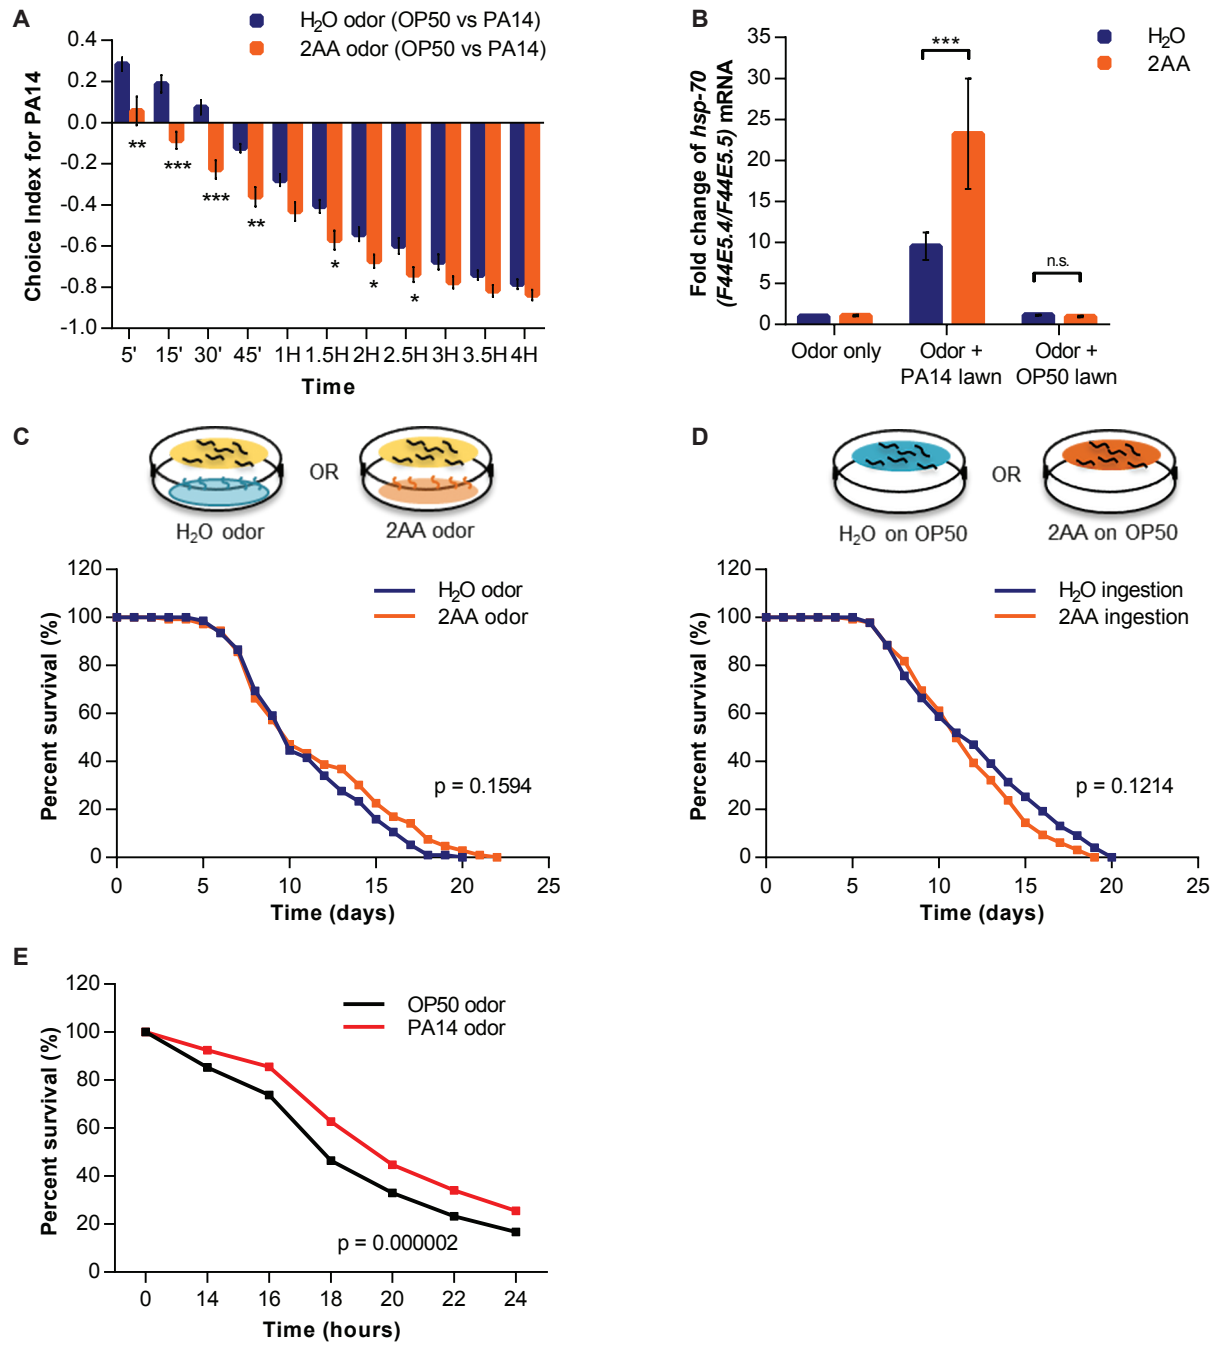 A
H₂O odor (OP50 vs PA14)
2AA odor (OP50 vs PA14)
Choice Index for PA14
0.4
0.2
0.0
-0.2
-0.4
-0.6
-0.8
-1.0
** *** *** ** * * *
5' 15' 30' 45' 1H 1.5H 2H 2.5H 3H 3.5H 4H
Time
B
H₂O
2AA
Fold change of hsp-70
(F44E5.4/F44E5.5) mRNA
35
30
25
20
15
10
5
0
***
n.s.
Odor only
Odor +
PA14 lawn
Odor +
OP50 lawn
C
OR
H₂O odor
2AA odor
Percent survival (%)
120
100
80
60
40
20
0
H₂O odor
2AA odor
p = 0.1594
0 5 10 15 20 25
Time (days)
D
OR
H₂O on OP50
2AA on OP50
Percent survival (%)
120
100
80
60
40
20
0
H₂O ingestion
2AA ingestion
p = 0.1214
0 5 10 15 20 25
Time (days)
E
Percent survival (%)
120
100
80
60
40
20
0
OP50 odor
PA14 odor
p = 0.000002
0 14 16 18 20 22 24
Time (hours)